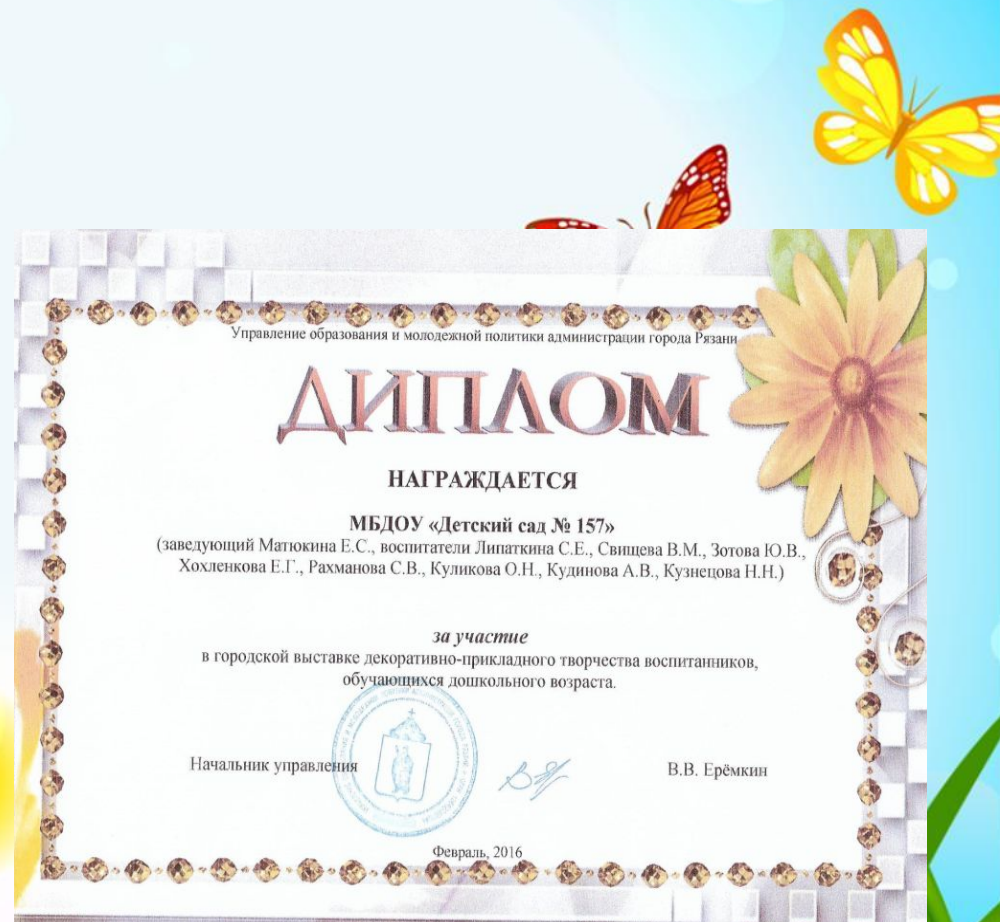 Управление образования и молодежной политики администрации города Рязани
ДИПЛОМ
НАГРАЖДАЕТСЯ
МБДОУ «Детский сад № 157»
(заведующий Матюкина Е.С., воспитатели Липаткина С.Е., Свищева В.М., Зотова Ю.В.,
Хохленкова Е.Г., Рахманова С.В., Куликова О.Н., Кудинова А.В., Кузнецова Н.Н.)
за участие
в городской выставке декоративно-прикладного творчества воспитанников,
обучающихся дошкольного возраста.
Начальник управления
В.В. Ерёмкин
Февраль, 2016